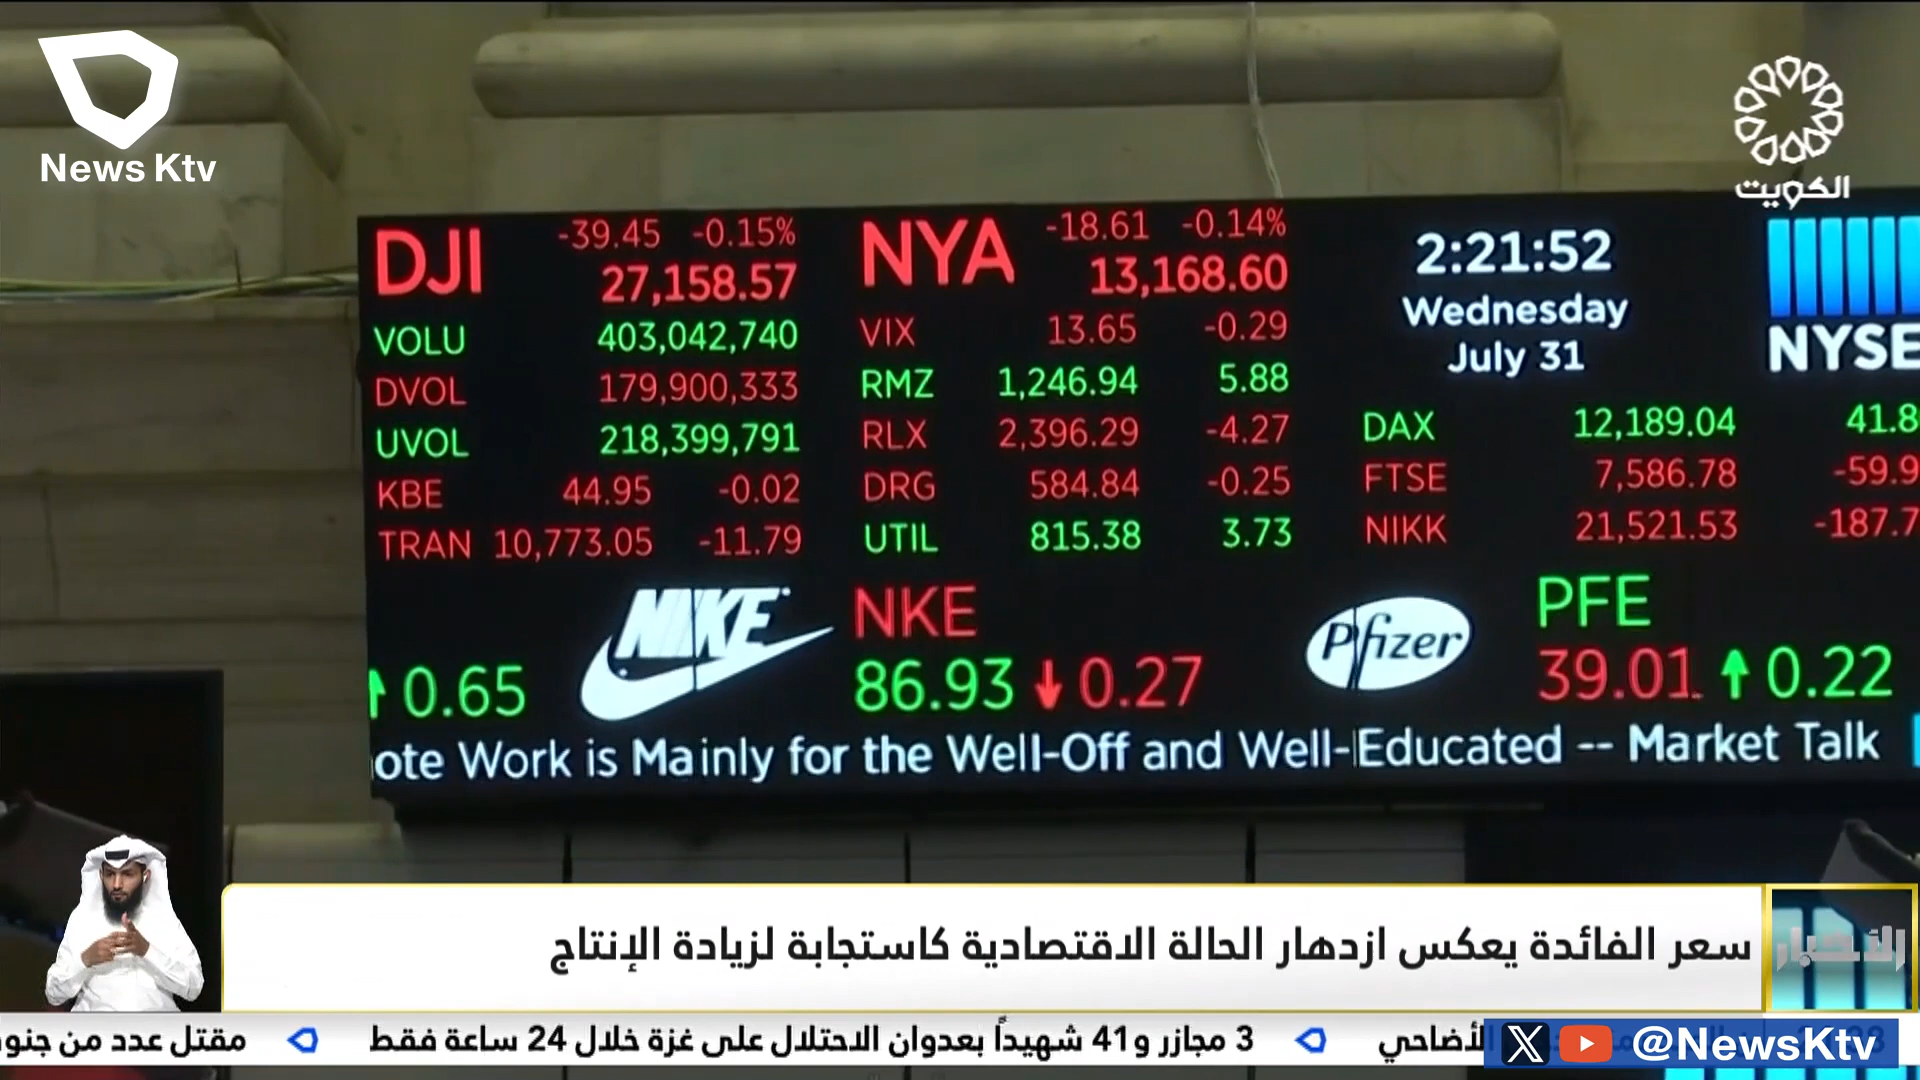 News Ktv
الكويت
DJI -39.45 -0.15%
27,158.57
VOLU 403,042,740
DVOL 179,900,333
UVOL 218,399,791
KBE 44.95 -0.02
TRAN 10,773.05 -11.79
NYA -18.61 -0.14%
13,168.60
VIX 13.65 -0.29
RMZ 1,246.94 5.88
RLX 2,396.29 -4.27
DRG 584.84 -0.25
UTIL 815.38 3.73
2:21:52
Wednesday
July 31
NYSE
DAX 12,189.04 41.8
FTSE 7,586.78 -59.9
NIKK 21,521.53 -187.7
↑ 0.65
NIKE
NKE
86.93 ↓ 0.27
Pfizer
PFE
39.01 ↑ 0.22
ote Work is Mainly for the Well-Off and Well-Educated -- Market Talk
سعر الفائدة يعكس ازدهار الحالة الاقتصادية كاستجابة لزيادة الإنتاج
الأخبار
الأضاحي
3 مجازر و41 شهيداً بعدوان الاحتلال على غزة خلال 24 ساعة فقط
مقتل عدد من جنو
@NewsKtv